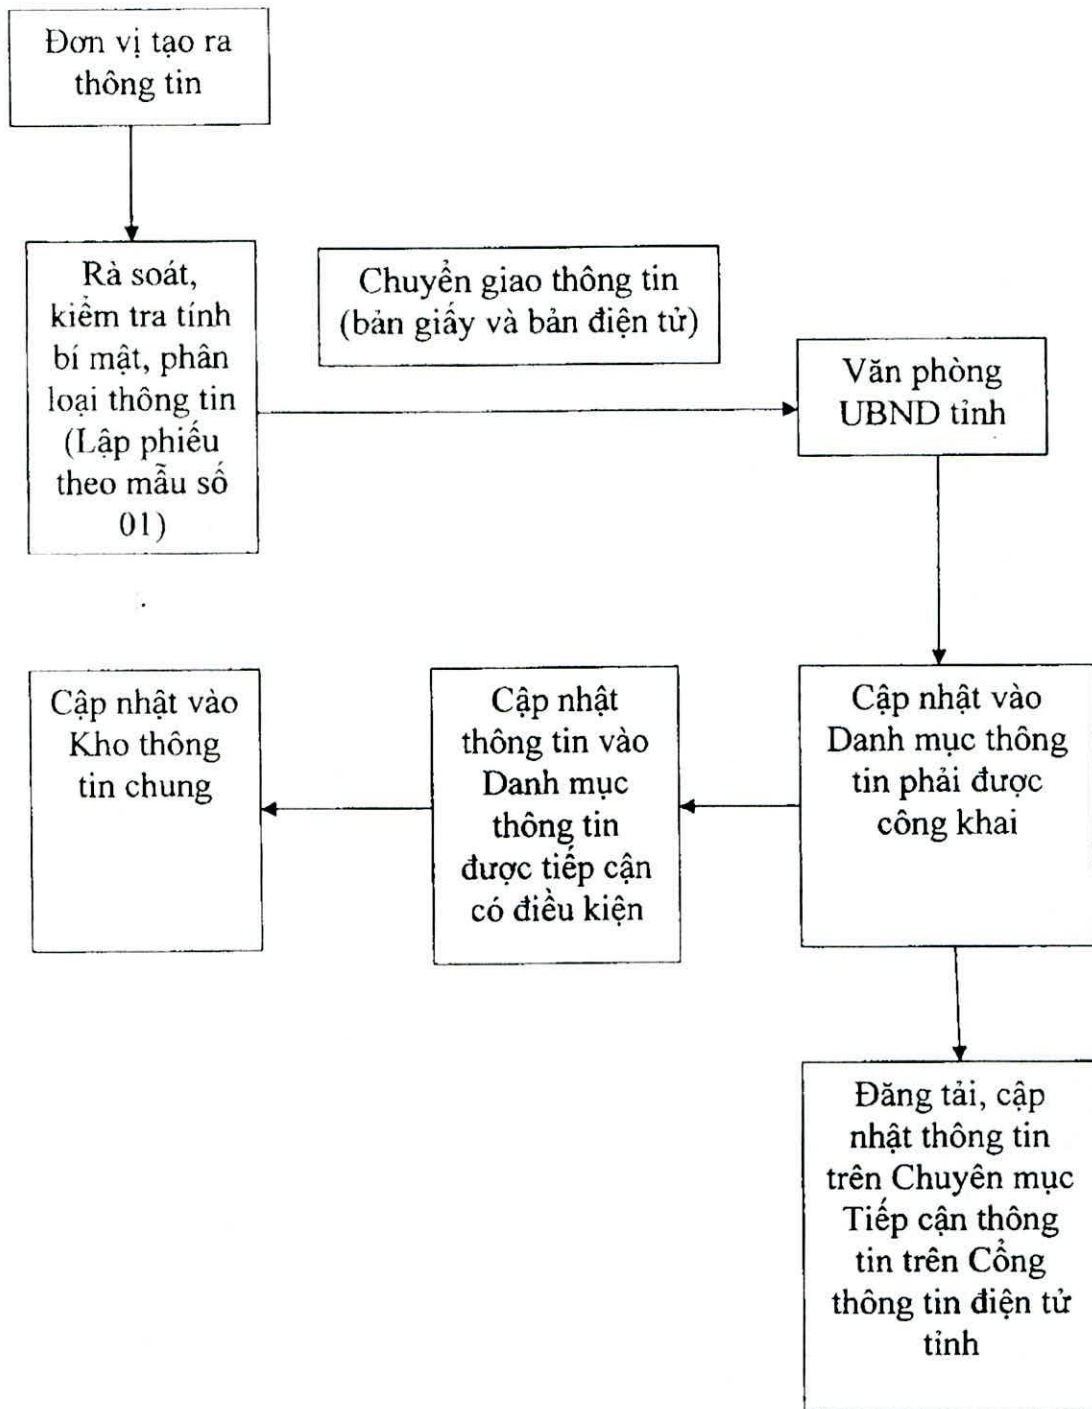 Đơn vị tạo ra
thông tin
Rà soát,
kiểm tra tính
bí mật, phân
loại thông tin
(Lập phiếu
theo mẫu số
01)
Chuyển giao thông tin
(bản giấy và bản điện tử)
Văn phòng
UBND tỉnh
Cập nhật vào
Danh mục thông
tin phải được
công khai
Cập nhật
thông tin vào
Danh mục
thông tin
được tiếp cận
có điều kiện
Cập nhật vào
Kho thông
tin chung
Đăng tải, cập
nhật thông tin
trên Chuyên mục
Tiếp cận thông
tin trên Cổng
thông tin điện tử
tỉnh